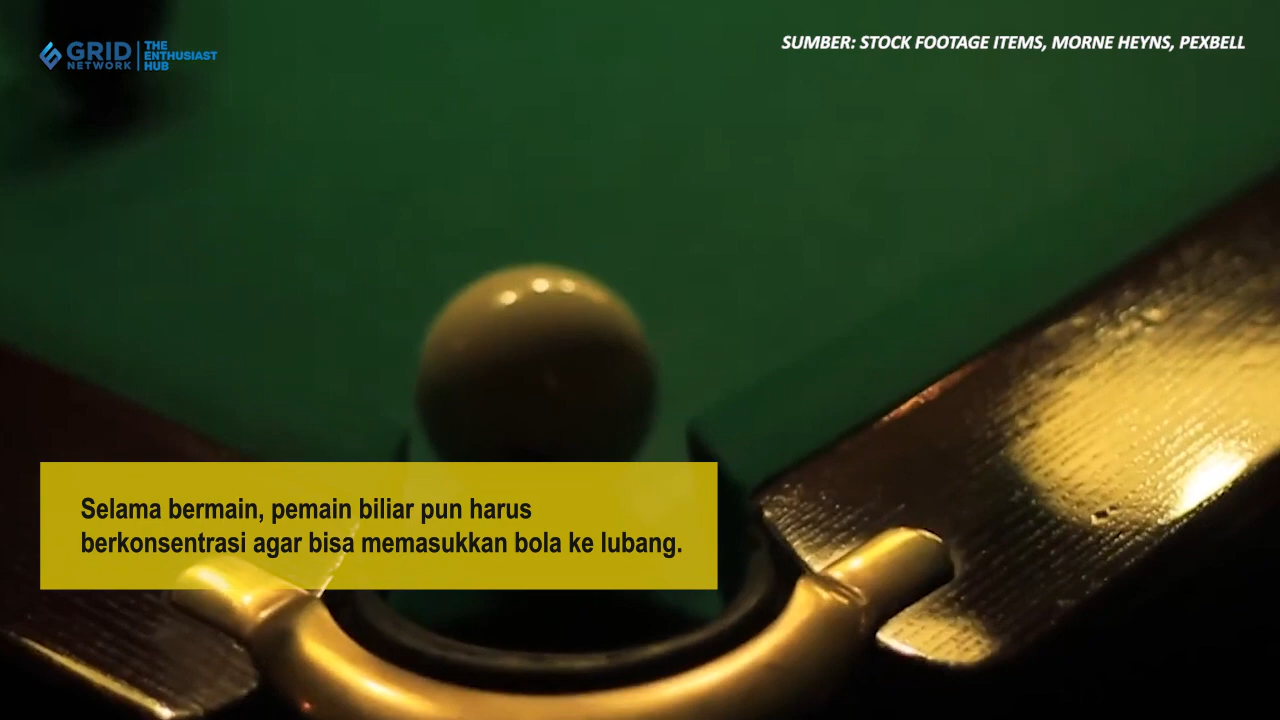 GRID
NETWORK
THE
ENTHUSIAST
HUB
SUMBER: STOCK FOOTAGE ITEMS, MORNE HEYNS, PEXBELL
Selama bermain, pemain biliar pun harus
berkonsentrasi agar bisa memasukkan bola ke lubang.